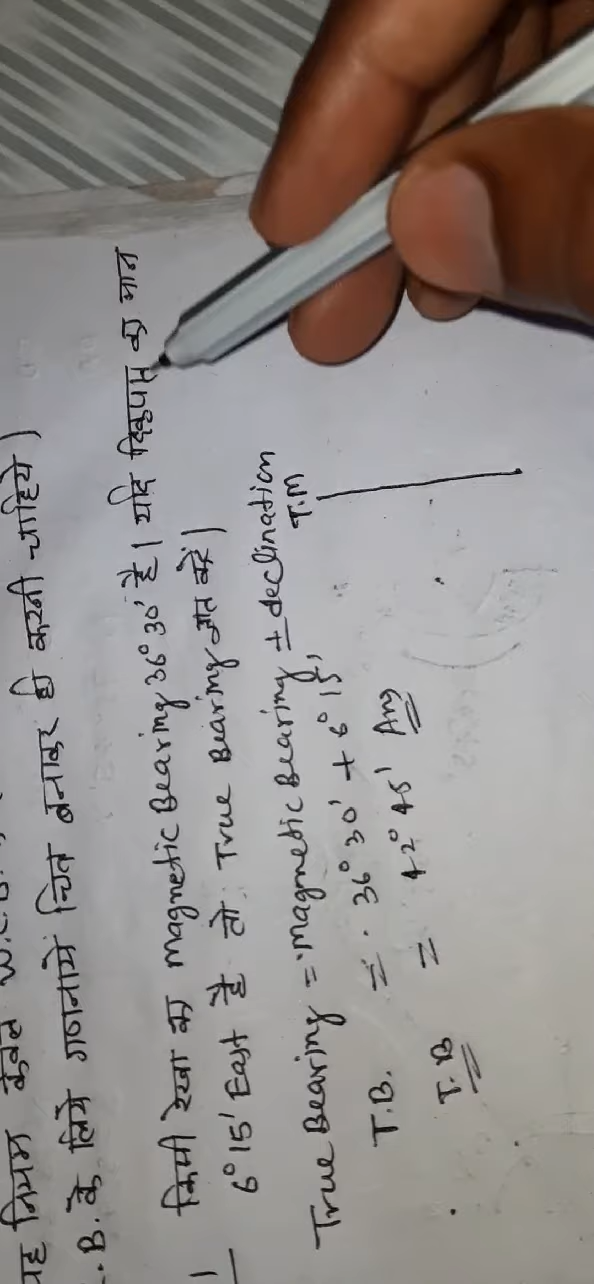 यह नियम केवल W.C.B.
.B. के लिये गणनायें चित्र बनाकर ही करनी चाहिये)
1 किसी रेखा का Magnetic Bearing 36° 30' है। यदि दिक्पात का मान
6° 15' East है तो True Bearing ज्ञात करें।
True Bearing = Magnetic Bearing ± declination
T.M
T.B. = 36° 30' + 6° 15'
T.B = 42° 45' Ans